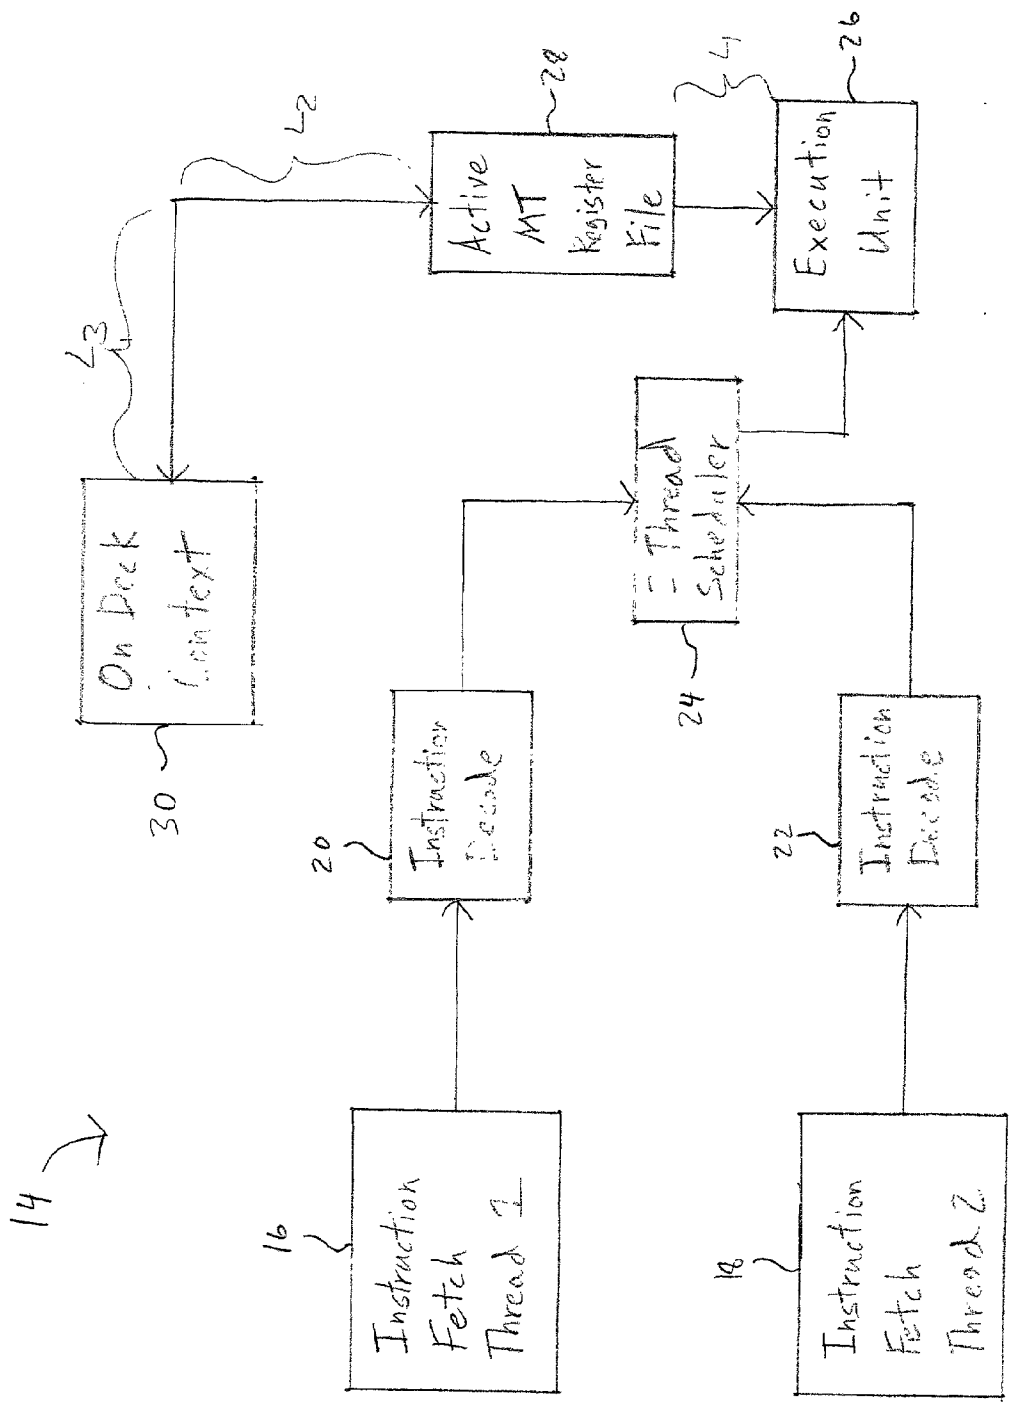 14
16
Instruction
Fetch
Thread 1
18
Instruction
Fetch
Thread 2
20
Instruction
Decode
22
Instruction
Decode
24
Thread
Scheduler
30
On Deck
Context
L3
L2
28
Active
MT
Register
File
L1
26
Execution
Unit